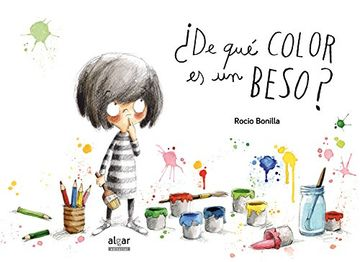 ¿De qué COLOR
es un BESO?
Rocio Bonilla
algar